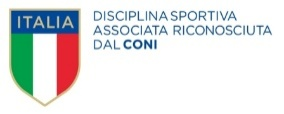 ITALIA
DISCIPLINA SPORTIVA
ASSOCIATA RICONOSCIUTA
DAL CONI